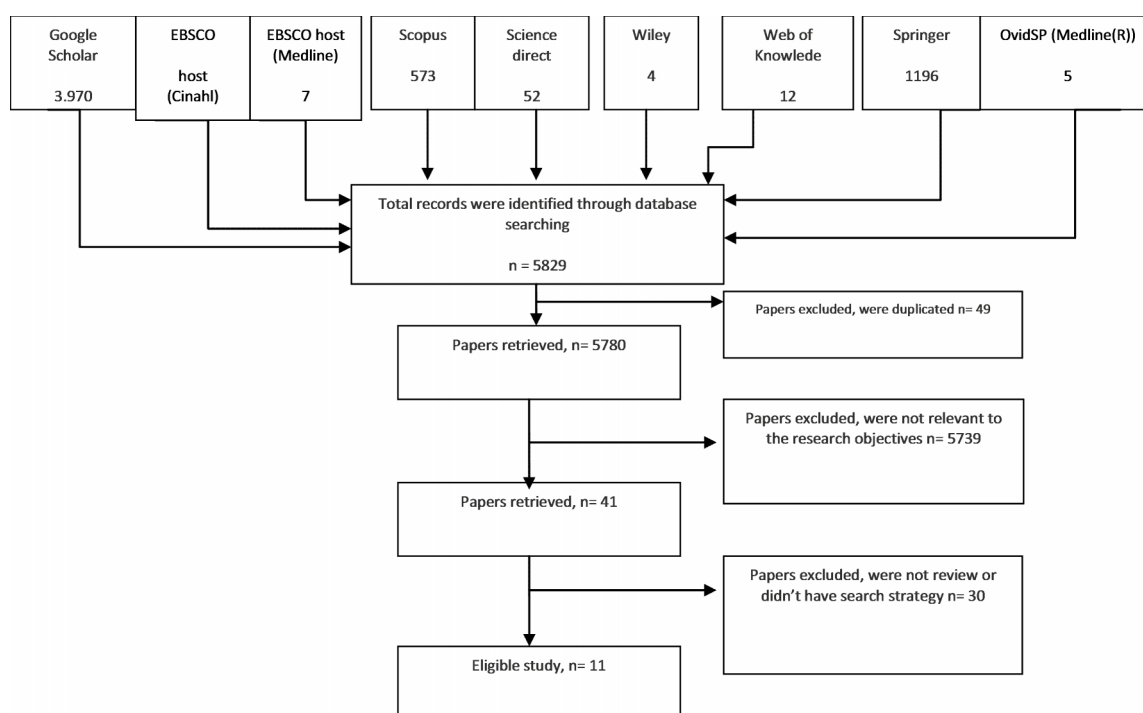 Google
Scholar
3.970
EBSCO
host
(Cinahl)
EBSCO host
(Medline)
7
Scopus
573
Science
direct
52
Wiley
4
Web of
Knowlede
12
Springer
1196
OvidSP (Medline(R))
5
Total records were identified through database
searching
n = 5829
Papers excluded, were duplicated n= 49
Papers retrieved, n= 5780
Papers excluded, were not relevant to
the research objectives n= 5739
Papers retrieved, n= 41
Papers excluded, were not review or
didn't have search strategy n= 30
Eligible study, n= 11